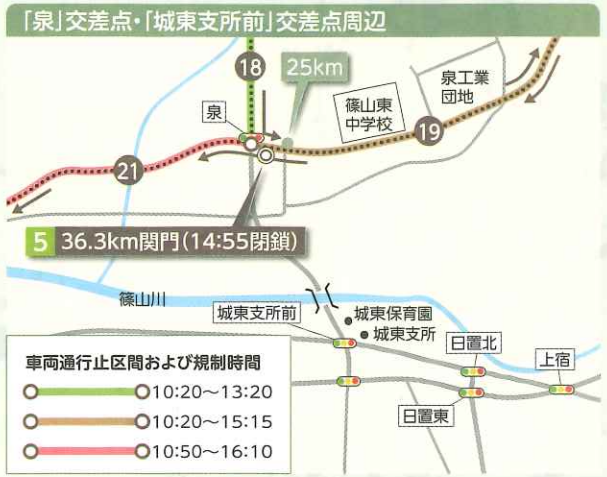 「泉」交差点・「城東支所前」交差点周辺
18
25km
泉
泉工業
団地
篠山東
中学校
19
21
5 36.3km関門(14:55閉鎖)
篠山川
城東支所前
城東保育園
城東支所
日置北
上宿
日置東
車両通行止区間および規制時間
10:20〜13:20
10:20〜15:15
10:50〜16:10